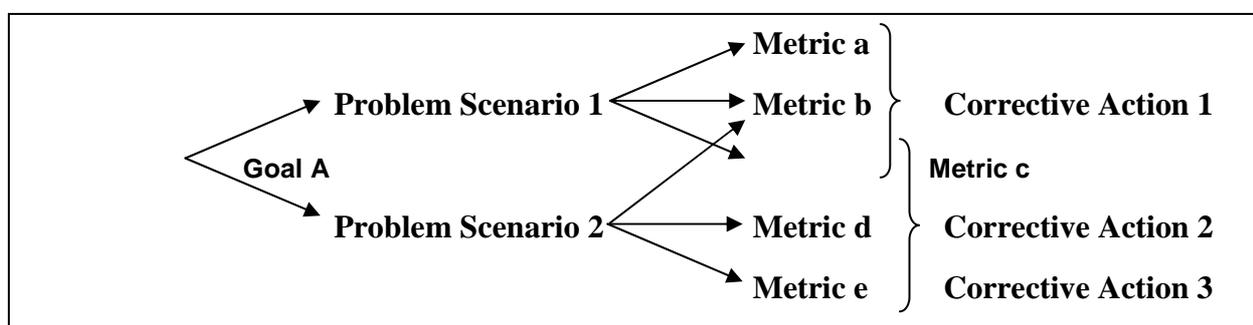 Metric a
Problem Scenario 1 Metric b Corrective Action 1
Goal A Metric c
Problem Scenario 2 Metric d Corrective Action 2
Metric e Corrective Action 3